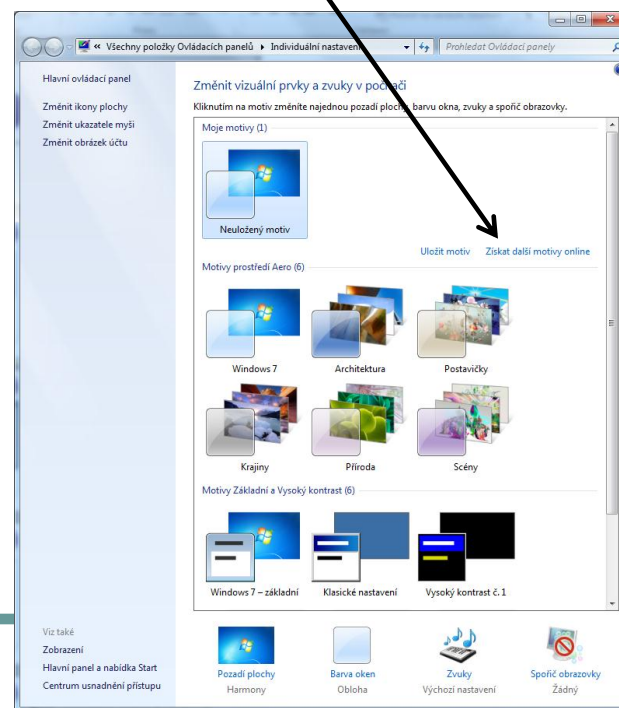 « Všechny položky Ovládacích panelů ▸ Individuální nastavení
Prohledat Ovládací panely
Hlavní ovládací panel
Změnit ikony plochy
Změnit ukazatele myši
Změnit obrázek účtu
Změnit vizuální prvky a zvuky v počítači
Kliknutím na motiv změníte najednou pozadí plochy, barvu okna, zvuky a spořič obrazovky.
Moje motivy (1)
Neuložený motiv
Uložit motiv Získat další motivy online
Motivy prostředí Aero (6)
Windows 7 Architektura Postavičky
Krajiny Příroda Scény
Motivy Základní a Vysoký kontrast (6)
Windows 7 – základní Klasické nastavení Vysoký kontrast č. 1
Viz také
Zobrazení
Hlavní panel a nabídka Start
Centrum usnadnění přístupu
Pozadí plochy Barva oken Zvuky Spořič obrazovky
Harmony Obloha Výchozí nastavení Žádný